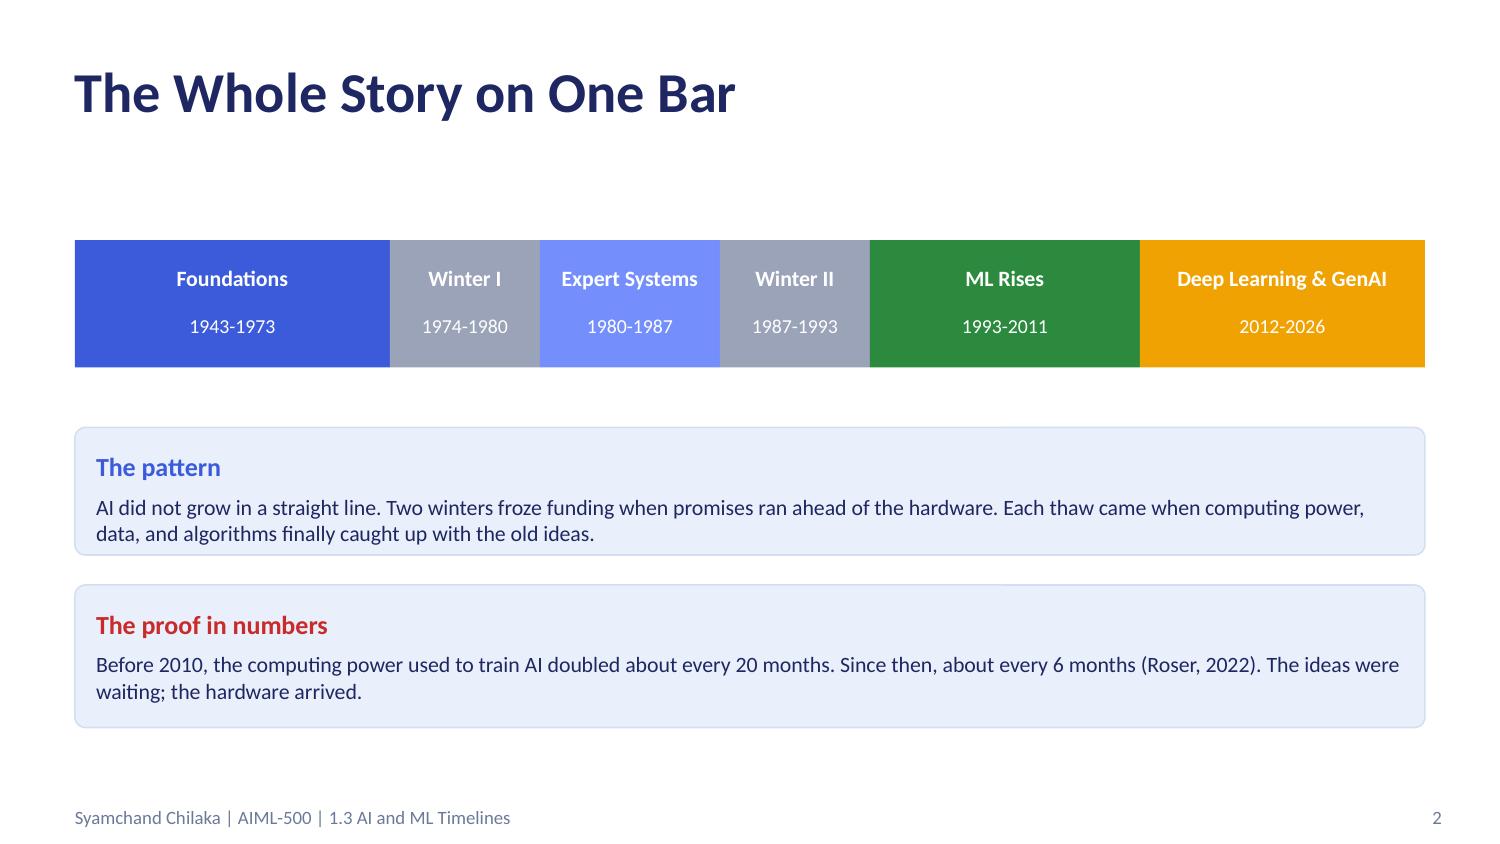 The Whole Story on One Bar
Foundations
1943-1973
Winter I
1974-1980
Expert Systems
1980-1987
Winter II
1987-1993
ML Rises
1993-2011
Deep Learning & GenAI
2012-2026
The pattern
AI did not grow in a straight line. Two winters froze funding when promises ran ahead of the hardware. Each thaw came when computing power,
data, and algorithms finally caught up with the old ideas.
The proof in numbers
Before 2010, the computing power used to train AI doubled about every 20 months. Since then, about every 6 months (Roser, 2022). The ideas were
waiting; the hardware arrived.
Syamchand Chilaka | AIML-500 | 1.3 AI and ML Timelines
2